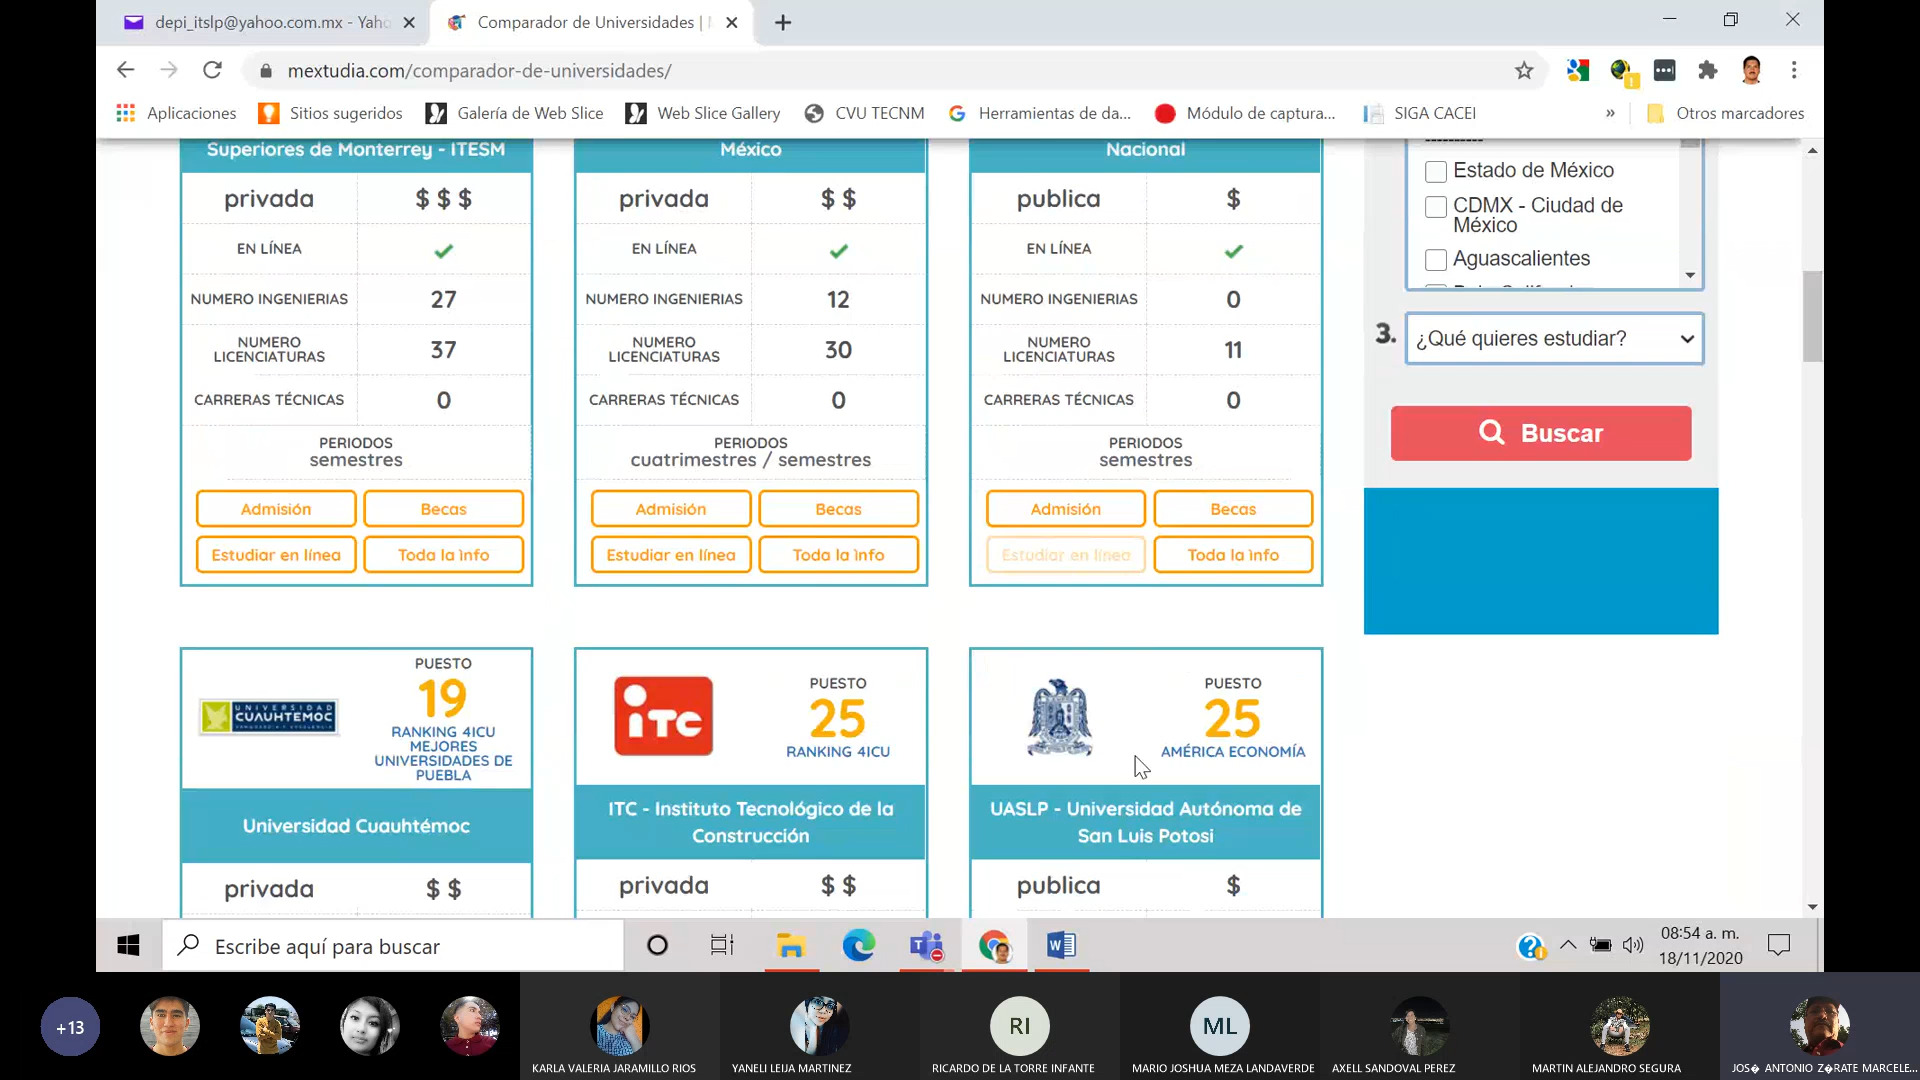 depi_itslp@yahoo.com.mx - Yaho
Comparador de Universidades |
mextudia.com/comparador-de-universidades/
Aplicaciones
Sitios sugeridos
Galería de Web Slice
Web Slice Gallery
CVU TECNM
Herramientas de da...
Módulo de captura...
SIGA CACEI
»
Otros marcadores
Superiores de Monterrey - ITESM
privada $ $ $
EN LÍNEA
NUMERO INGENIERIAS 27
NUMERO
LICENCIATURAS 37
CARRERAS TÉCNICAS 0
PERIODOS
semestres
Admisión Becas
Estudiar en línea Toda la info
México
privada $ $
EN LÍNEA
NUMERO INGENIERIAS 12
NUMERO
LICENCIATURAS 30
CARRERAS TÉCNICAS 0
PERIODOS
cuatrimestres / semestres
Admisión Becas
Estudiar en línea Toda la info
Nacional
publica $
EN LÍNEA
NUMERO INGENIERIAS 0
NUMERO
LICENCIATURAS 11
CARRERAS TÉCNICAS 0
PERIODOS
semestres
Admisión Becas
Estudiar en línea Toda la info
----------
Estado de México
CDMX - Ciudad de
México
Aguascalientes
3. ¿Qué quieres estudiar?
Buscar
UNIVERSIDAD
CUAUHTEMOC
PUESTO
19
RANKING 4ICU
MEJORES
UNIVERSIDADES DE
PUEBLA
Universidad Cuauhtémoc
privada $ $
iTC
PUESTO
25
RANKING 4ICU
ITC - Instituto Tecnológico de la
Construcción
privada $ $
PUESTO
25
AMÉRICA ECONOMÍA
UASLP - Universidad Autónoma de
San Luis Potosi
publica $
Escribe aquí para buscar
08:54 a. m.
18/11/2020
+13
KARLA VALERIA JARAMILLO RIOS
YANELI LEIJA MARTINEZ
RI
RICARDO DE LA TORRE INFANTE
ML
MARIO JOSHUA MEZA LANDAVERDE
AXELL SANDOVAL PEREZ
MARTIN ALEJANDRO SEGURA
JOS� ANTONIO Z�RATE MARCELE...